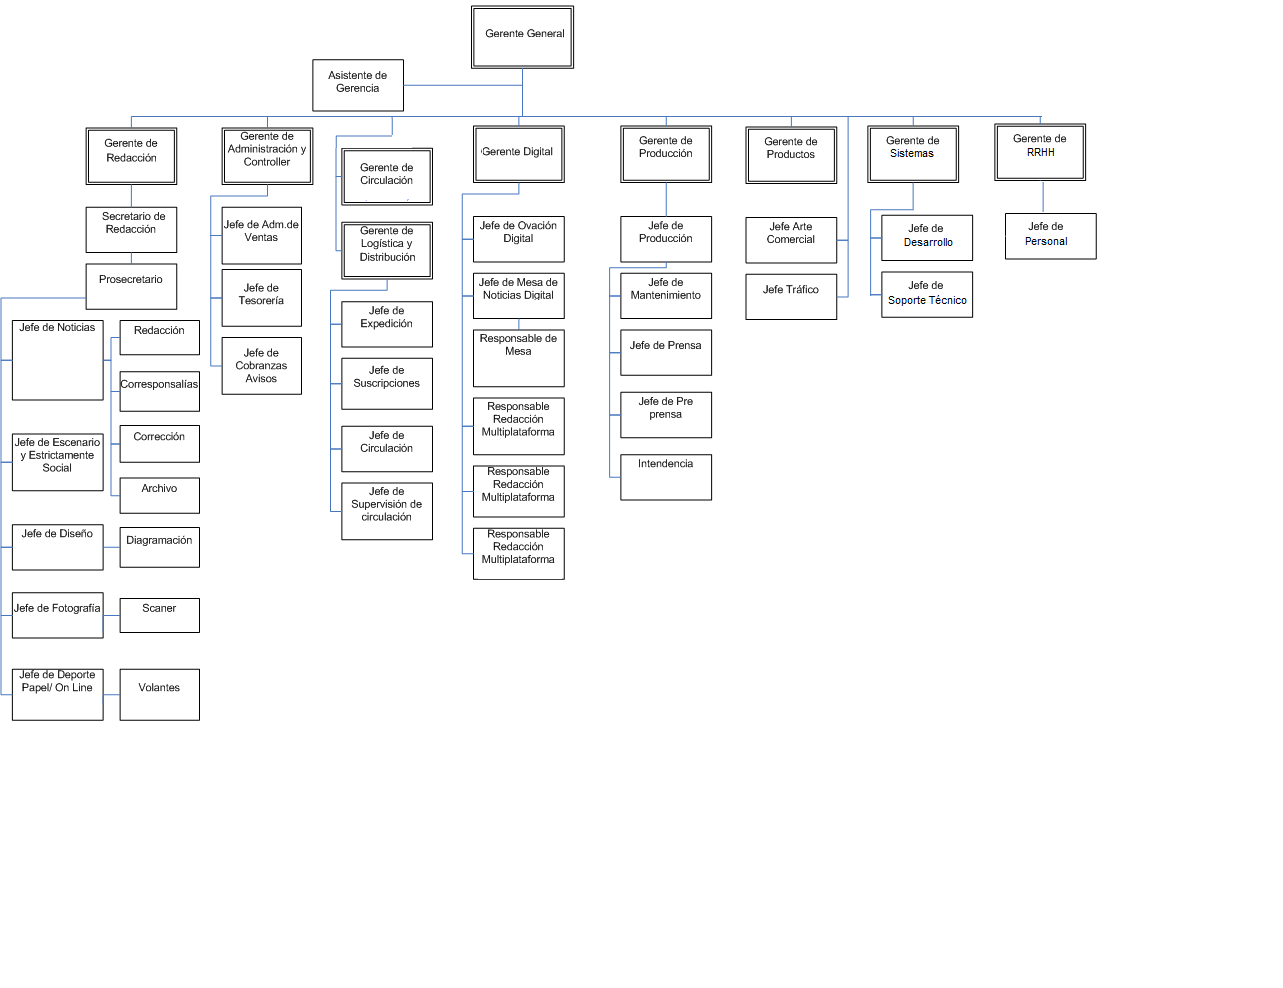 Gerente General
Asistente de
Gerencia
Gerente de
Redacción
Gerente de
Administración y
Controller
Gerente de
Circulación
Gerente de
Logística y
Distribución
Gerente Digital
Gerente de
Producción
Gerente de
Productos
Gerente de
Sistemas
Gerente de
RRHH
Secretario de
Redacción
Prosecretario
Jefe de Noticias
Redacción
Corresponsalías
Corrección
Archivo
Jefe de Escenario
y Estrictamente
Social
Jefe de Diseño
Diagramación
Jefe de Fotografía
Scaner
Jefe de Deporte
Papel/ On Line
Volantes
Jefe de Adm.de
Ventas
Jefe de
Tesorería
Jefe de
Cobranzas
Avisos
Jefe de
Expedición
Jefe de
Suscripciones
Jefe de
Circulación
Jefe de
Supervisión de
circulación
Jefe de Ovación
Digital
Jefe de Mesa de
Noticias Digital
Responsable de
Mesa
Responsable
Redacción
Multiplataforma
Responsable
Redacción
Multiplataforma
Responsable
Redacción
Multiplataforma
Jefe de
Producción
Jefe de
Mantenimiento
Jefe de Prensa
Jefe de Pre
prensa
Intendencia
Jefe Arte
Comercial
Jefe Tráfico
Jefe de
Desarrollo
Jefe de
Soporte Técnico
Jefe de
Personal